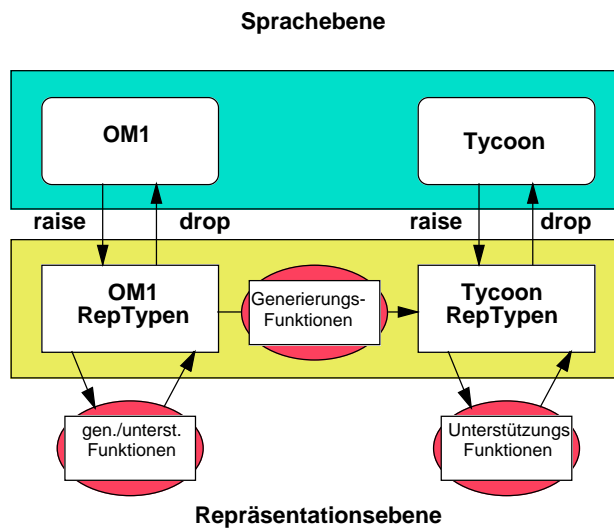 Sprachebene
OM1
Tycoon
raise
drop
raise
drop
OM1
RepTypen
Generierungs-
Funktionen
Tycoon
RepTypen
gen./unterst.
Funktionen
Unterstützungs
Funktionen
Repräsentationsebene